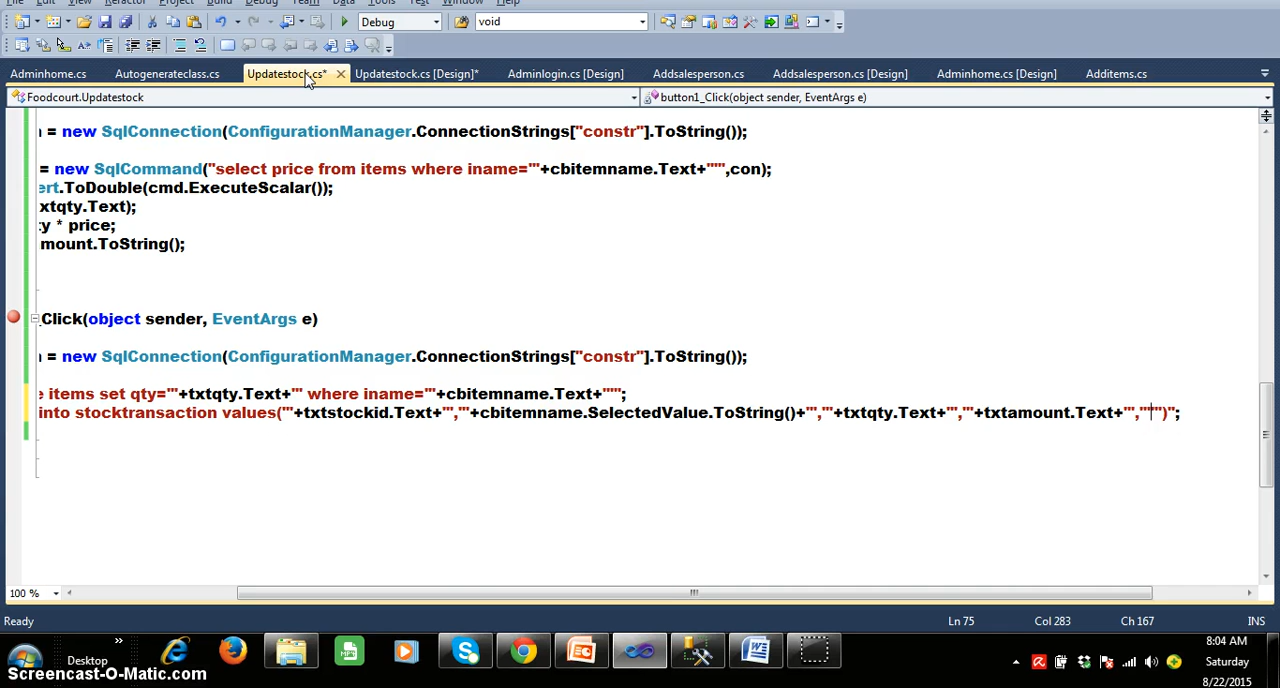 File Edit View Refactor Project Build Debug Team Data Tools Test Window Help
Debug void
Adminhome.cs Autogenerateclass.cs Updatestock.cs* Updatestock.cs [Design]* Adminlogin.cs [Design] Addsalesperson.cs Addsalesperson.cs [Design] Adminhome.cs [Design] Additems.cs
Foodcourt.Updatestock button1_Click(object sender, EventArgs e)
= new SqlConnection(ConfigurationManager.ConnectionStrings["constr"].ToString());
= new SqlCommand("select price from items where iname='"+cbitemname.Text+"'",con);
ert.ToDouble(cmd.ExecuteScalar());
xtqty.Text);
ty * price;
mount.ToString();
_Click(object sender, EventArgs e)
= new SqlConnection(ConfigurationManager.ConnectionStrings["constr"].ToString());
e items set qty='"+txtqty.Text+"' where iname='"+cbitemname.Text+"'";
into stocktransaction values('"+txtstockid.Text+"','"+cbitemname.SelectedValue.ToString()+"','"+txtqty.Text+"','"+txtamount.Text+"','"")";
100 %
Ready Ln 75 Col 283 Ch 167 INS
Desktop
8:04 AM
Saturday
8/22/2015
Screencast-O-Matic.com